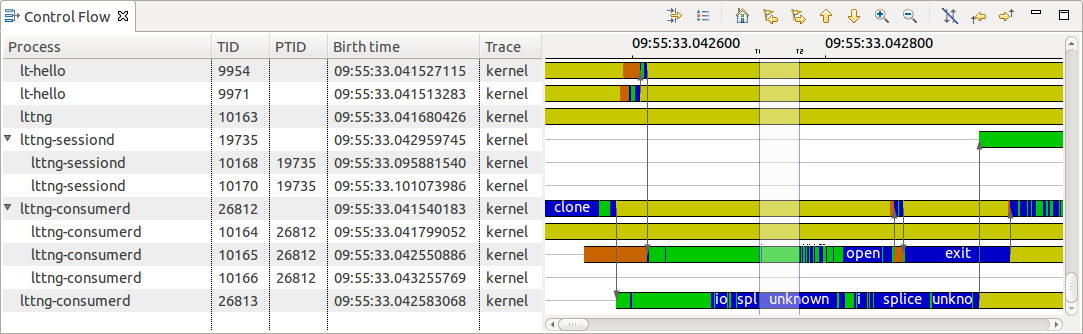 Control Flow
Process TID PTID Birth time Trace 09:55:33.042600 09:55:33.042800
T1 T2
lt-hello 9954 09:55:33.041527115 kernel
lt-hello 9971 09:55:33.041513283 kernel
lttng 10163 09:55:33.041680426 kernel
lttng-sessiond 19735 09:55:33.042959745 kernel
lttng-sessiond 10168 19735 09:55:33.095881540 kernel
lttng-sessiond 10170 19735 09:55:33.101073986 kernel
lttng-consumerd 26812 09:55:33.041540183 kernel clone
lttng-consumerd 10164 26812 09:55:33.041799052 kernel
lttng-consumerd 10165 26812 09:55:33.042550886 kernel open exit
lttng-consumerd 10166 26812 09:55:33.043255769 kernel
lttng-consumerd 26813 09:55:33.042583068 kernel io spl unknown i splice unkno